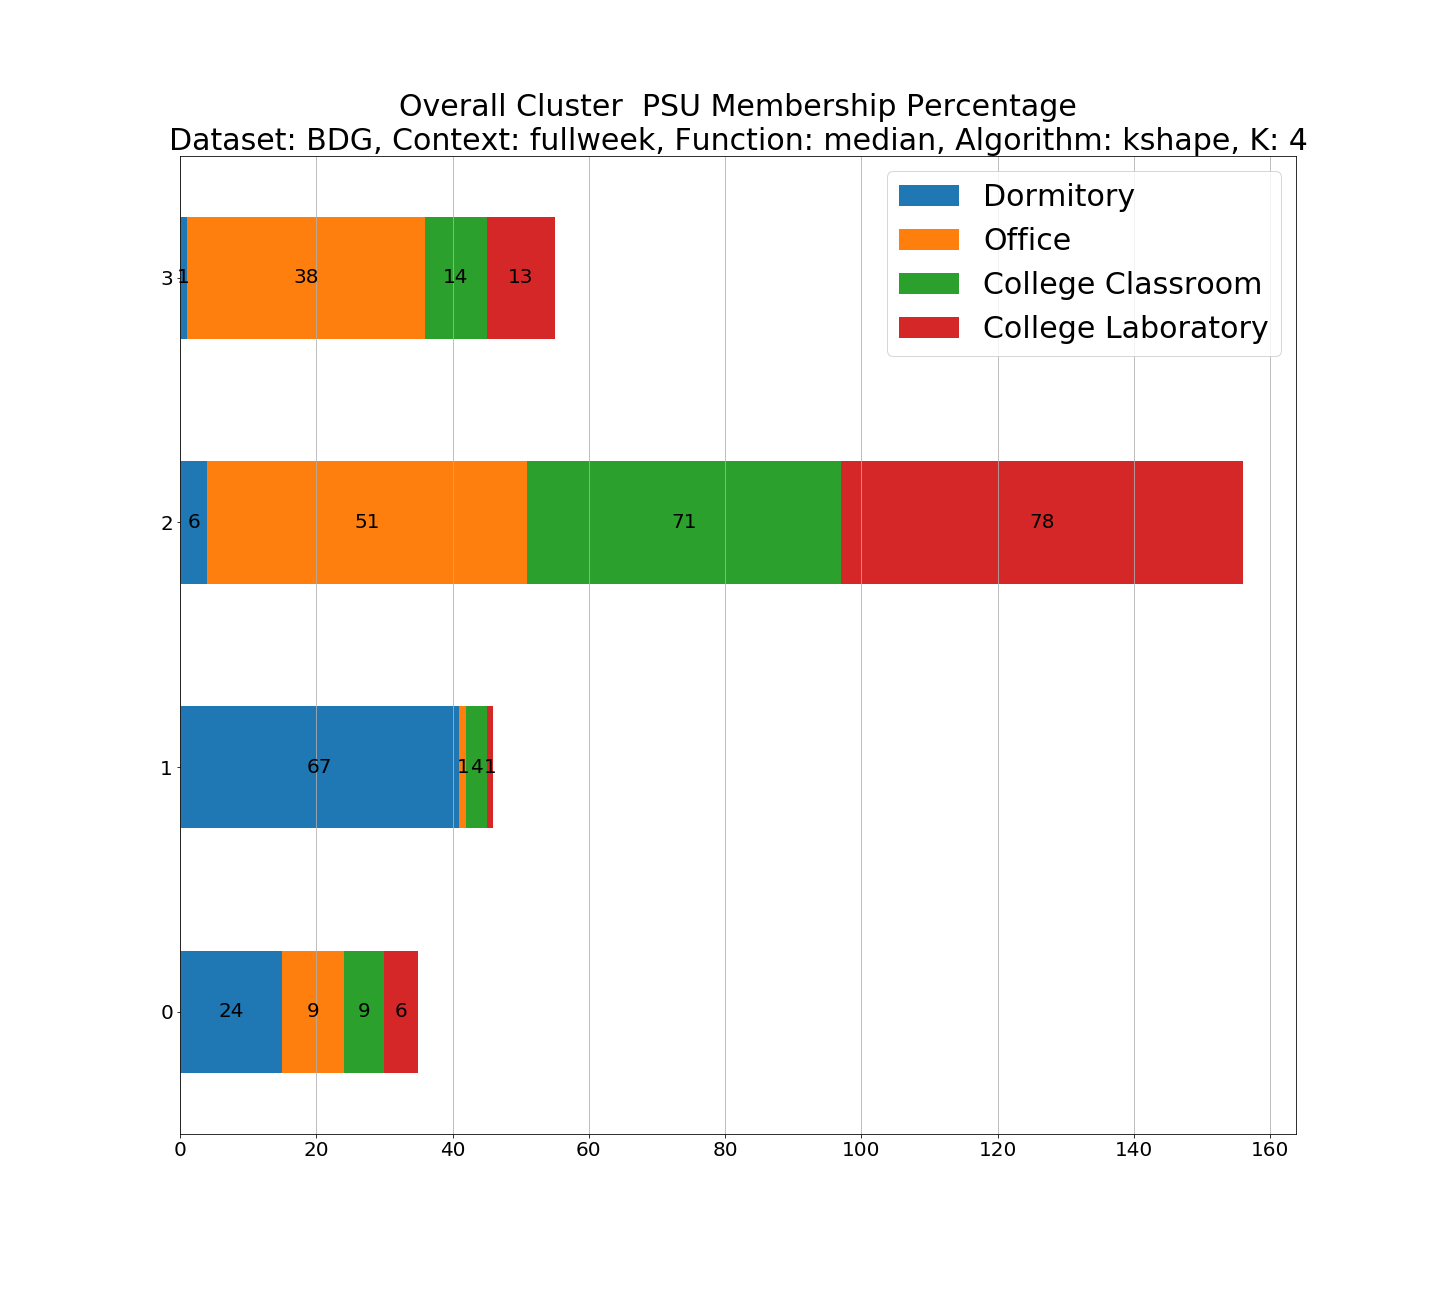 Overall Cluster  PSU Membership Percentage
Dataset: BDG, Context: fullweek, Function: median, Algorithm: kshape, K: 4
Dormitory
Office
College Classroom
College Laboratory
3 1 38 14 13
2 6 51 71 78
1 67 1 4 1
0 24 9 9 6
0 20 40 60 80 100 120 140 160